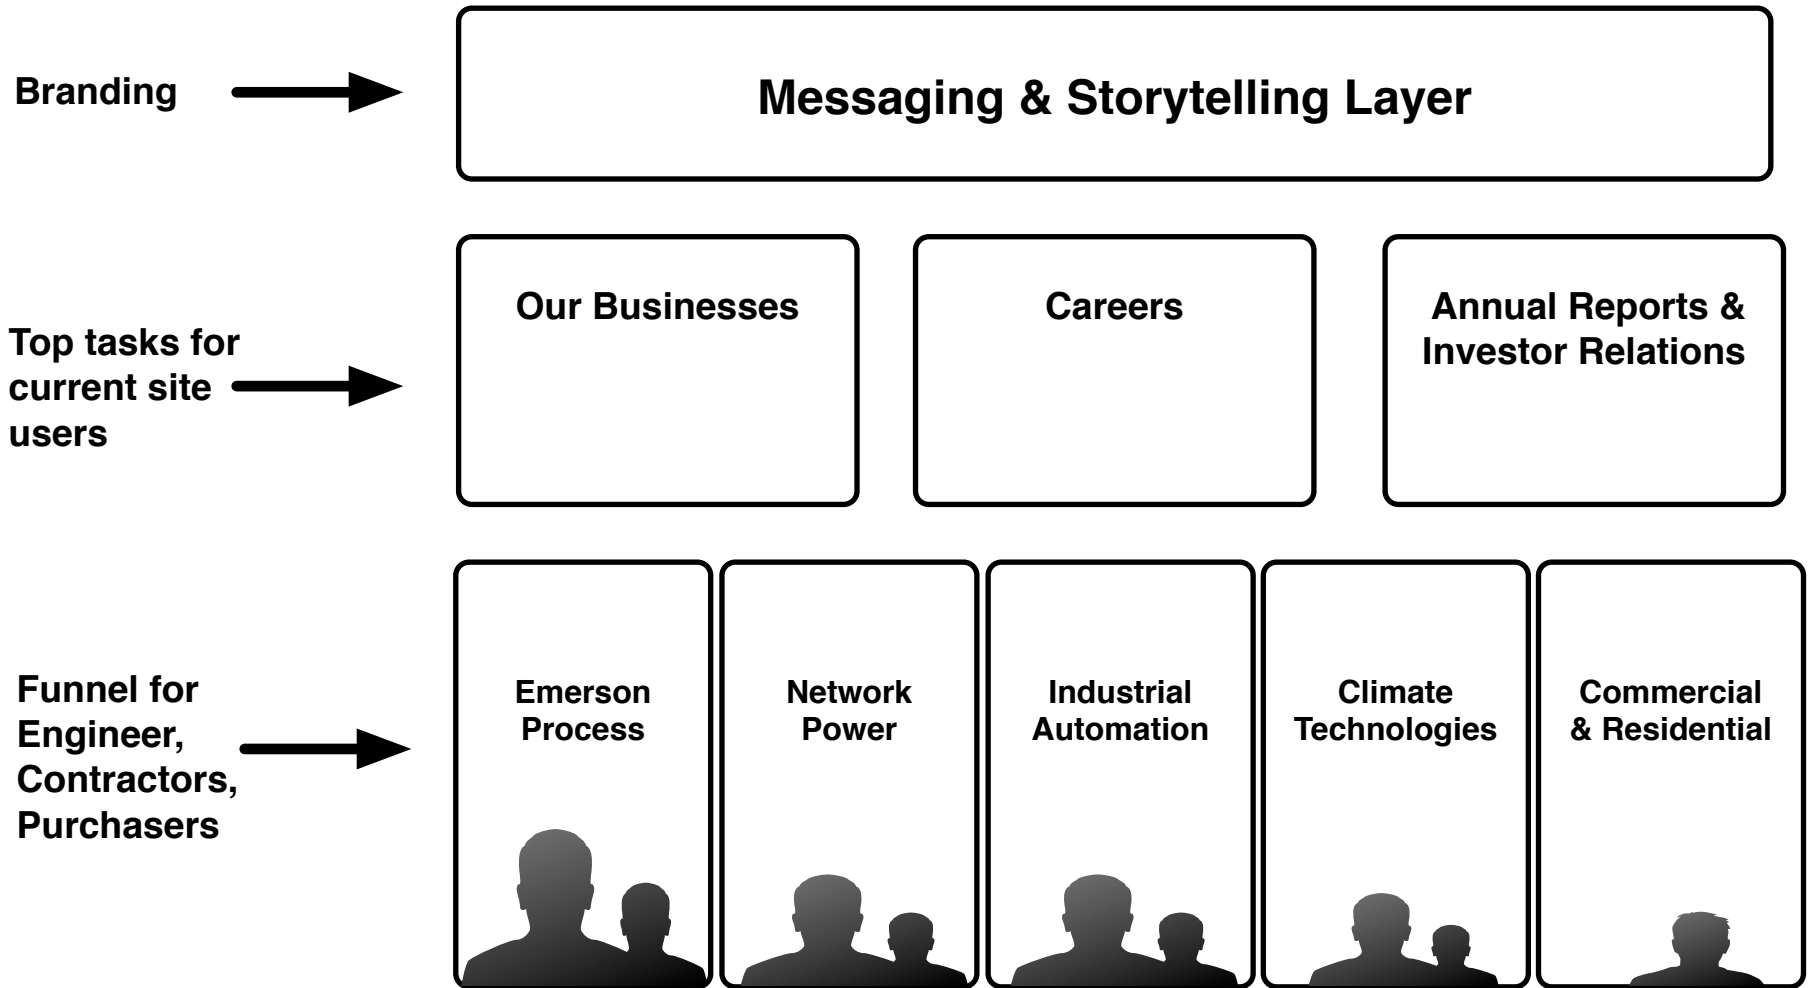 Branding
Messaging & Storytelling Layer
Top tasks for
current site
users
Our Businesses
Careers
Annual Reports &
Investor Relations
Funnel for
Engineer,
Contractors,
Purchasers
Emerson
Process
Network
Power
Industrial
Automation
Climate
Technologies
Commercial
& Residential